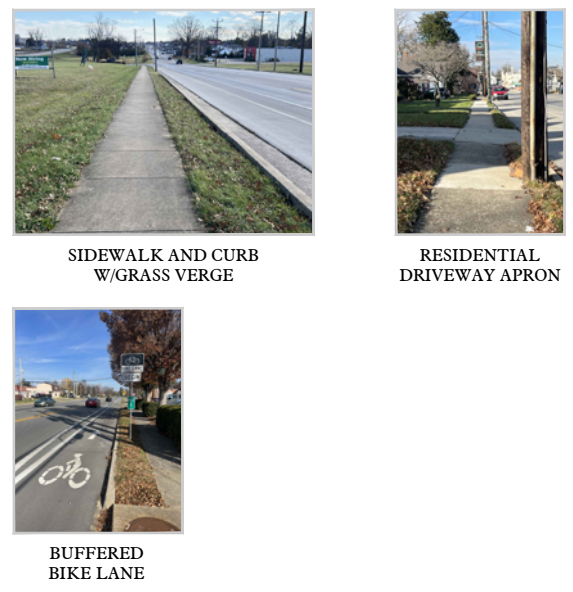 SIDEWALK AND CURB
W/GRASS VERGE
RESIDENTIAL
DRIVEWAY APRON
BUFFERED
BIKE LANE